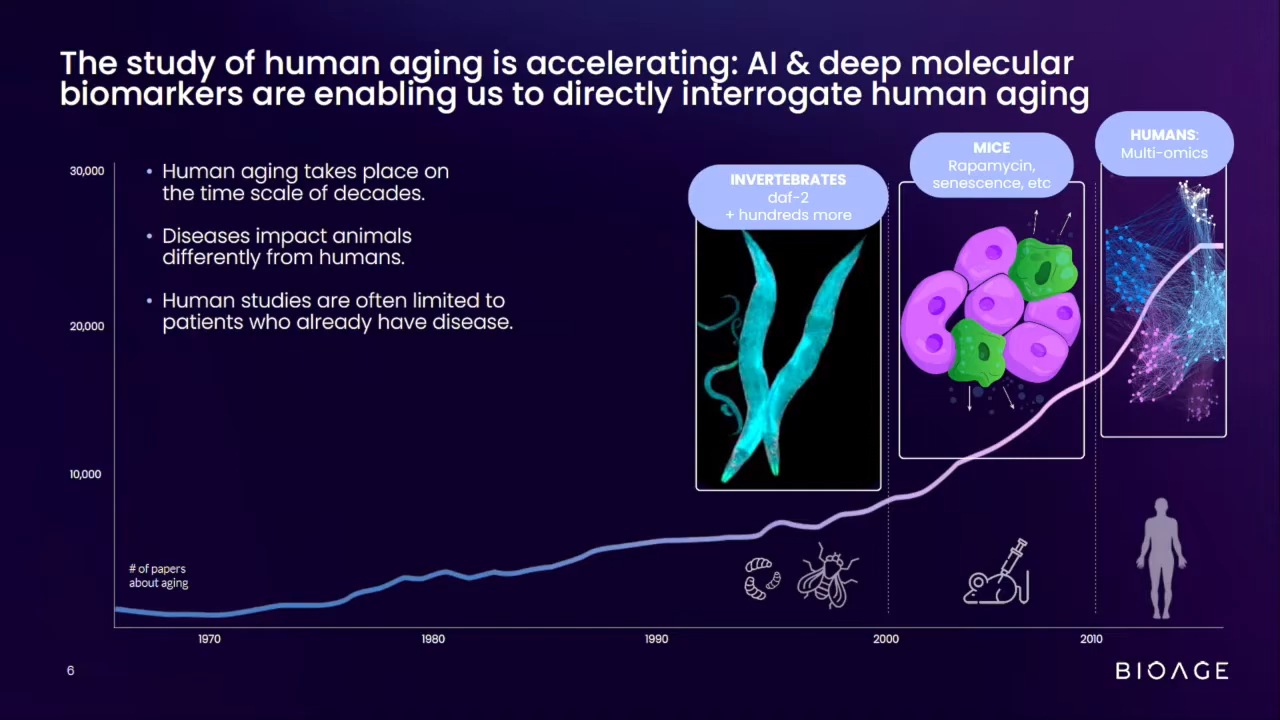 The study of human aging is accelerating: AI & deep molecular
biomarkers are enabling us to directly interrogate human aging
30,000
20,000
10,000
• Human aging takes place on
the time scale of decades.
• Diseases impact animals
differently from humans.
• Human studies are often limited to
patients who already have disease.
INVERTEBRATES
daf-2
+ hundreds more
MICE
Rapamycin,
senescence, etc
HUMANS:
Multi-omics
# of papers
about aging
1970
1980
1990
2000
2010
6
BIOAGE